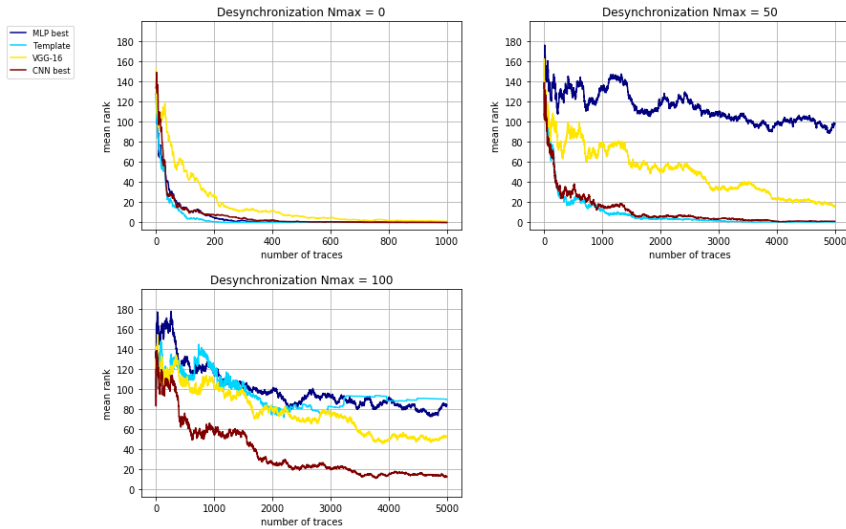 MLP best
Template
VGG-16
CNN best
Desynchronization Nmax = 0
mean rank
180
160
140
120
100
80
60
40
20
0
0 200 400 600 800 1000
number of traces
Desynchronization Nmax = 50
mean rank
180
160
140
120
100
80
60
40
20
0
0 1000 2000 3000 4000 5000
number of traces
Desynchronization Nmax = 100
mean rank
180
160
140
120
100
80
60
40
20
0
0 1000 2000 3000 4000 5000
number of traces